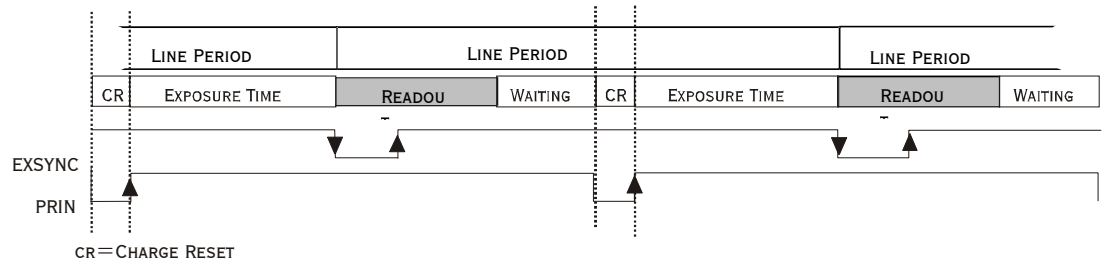 LINE PERIOD LINE PERIOD LINE PERIOD
CR EXPOSURE TIME READOU WAITING CR EXPOSURE TIME READOU WAITING
EXSYNC
PRIN
CR=CHARGE RESET